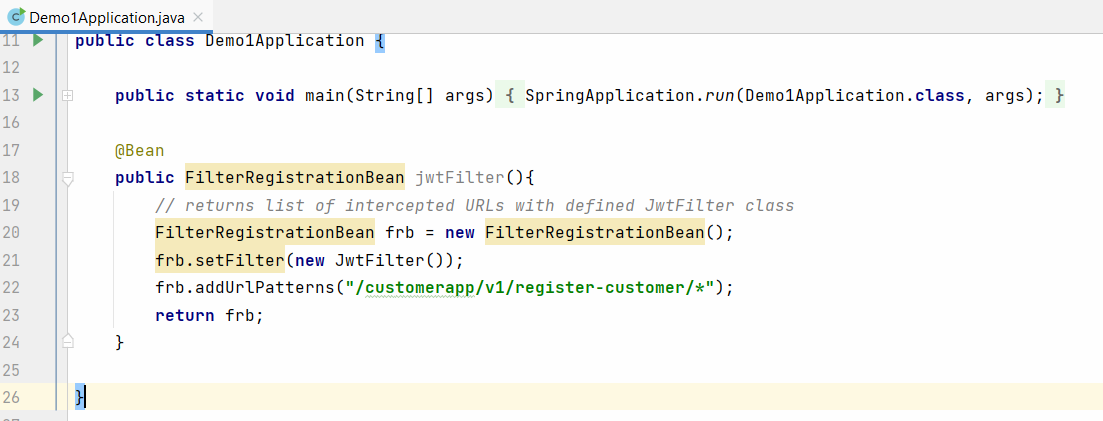 Demo1Application.java
11 public class Demo1Application {
12
13 public static void main(String[] args) { SpringApplication.run(Demo1Application.class, args); }
16
17 @Bean
18 public FilterRegistrationBean jwtFilter(){
19 // returns list of intercepted URLs with defined JwtFilter class
20 FilterRegistrationBean frb = new FilterRegistrationBean();
21 frb.setFilter(new JwtFilter());
22 frb.addUrlPatterns("/customerapp/v1/register-customer/*");
23 return frb;
24 }
25
26 }